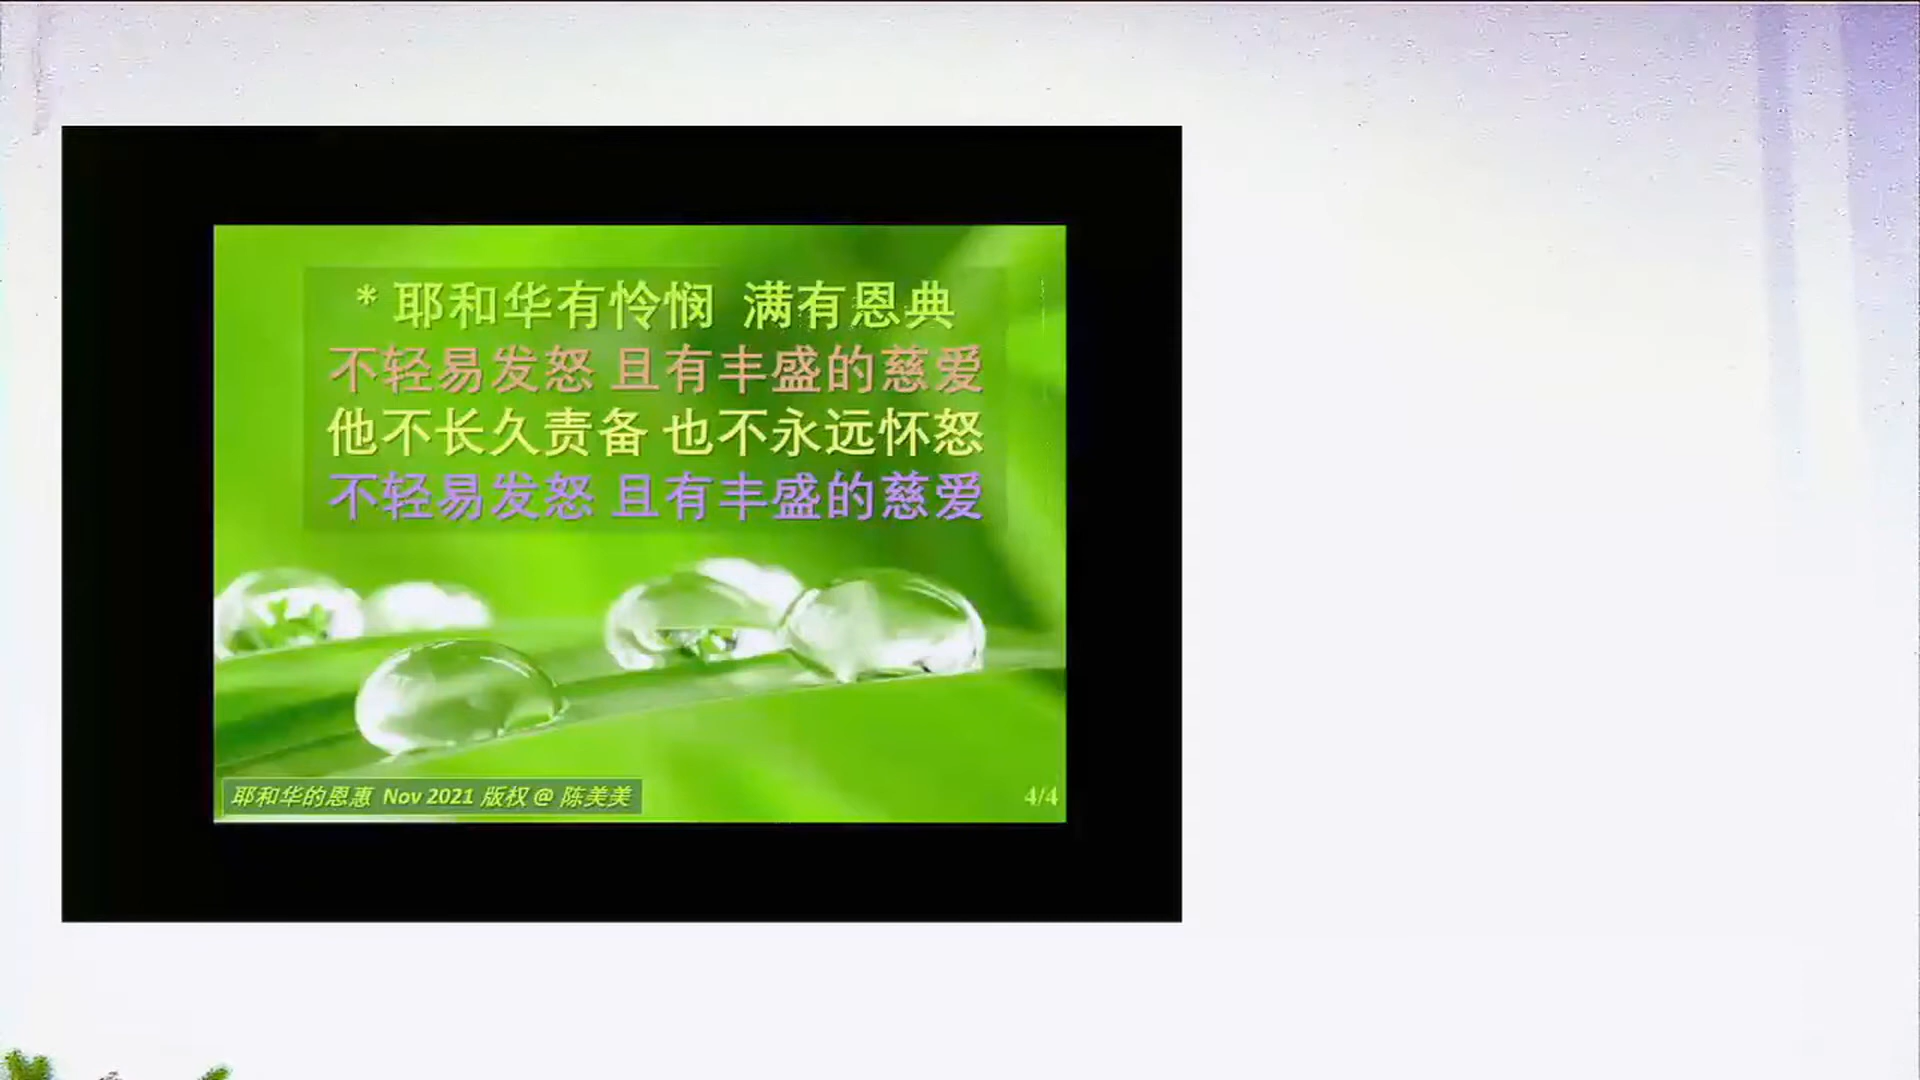 * 耶和华有怜悯 满有恩典
不轻易发怒 且有丰盛的慈爱
他不长久责备 也不永远怀怒
不轻易发怒 且有丰盛的慈爱
耶和华的恩惠 Nov 2021 版权 @ 陈美美
4/4